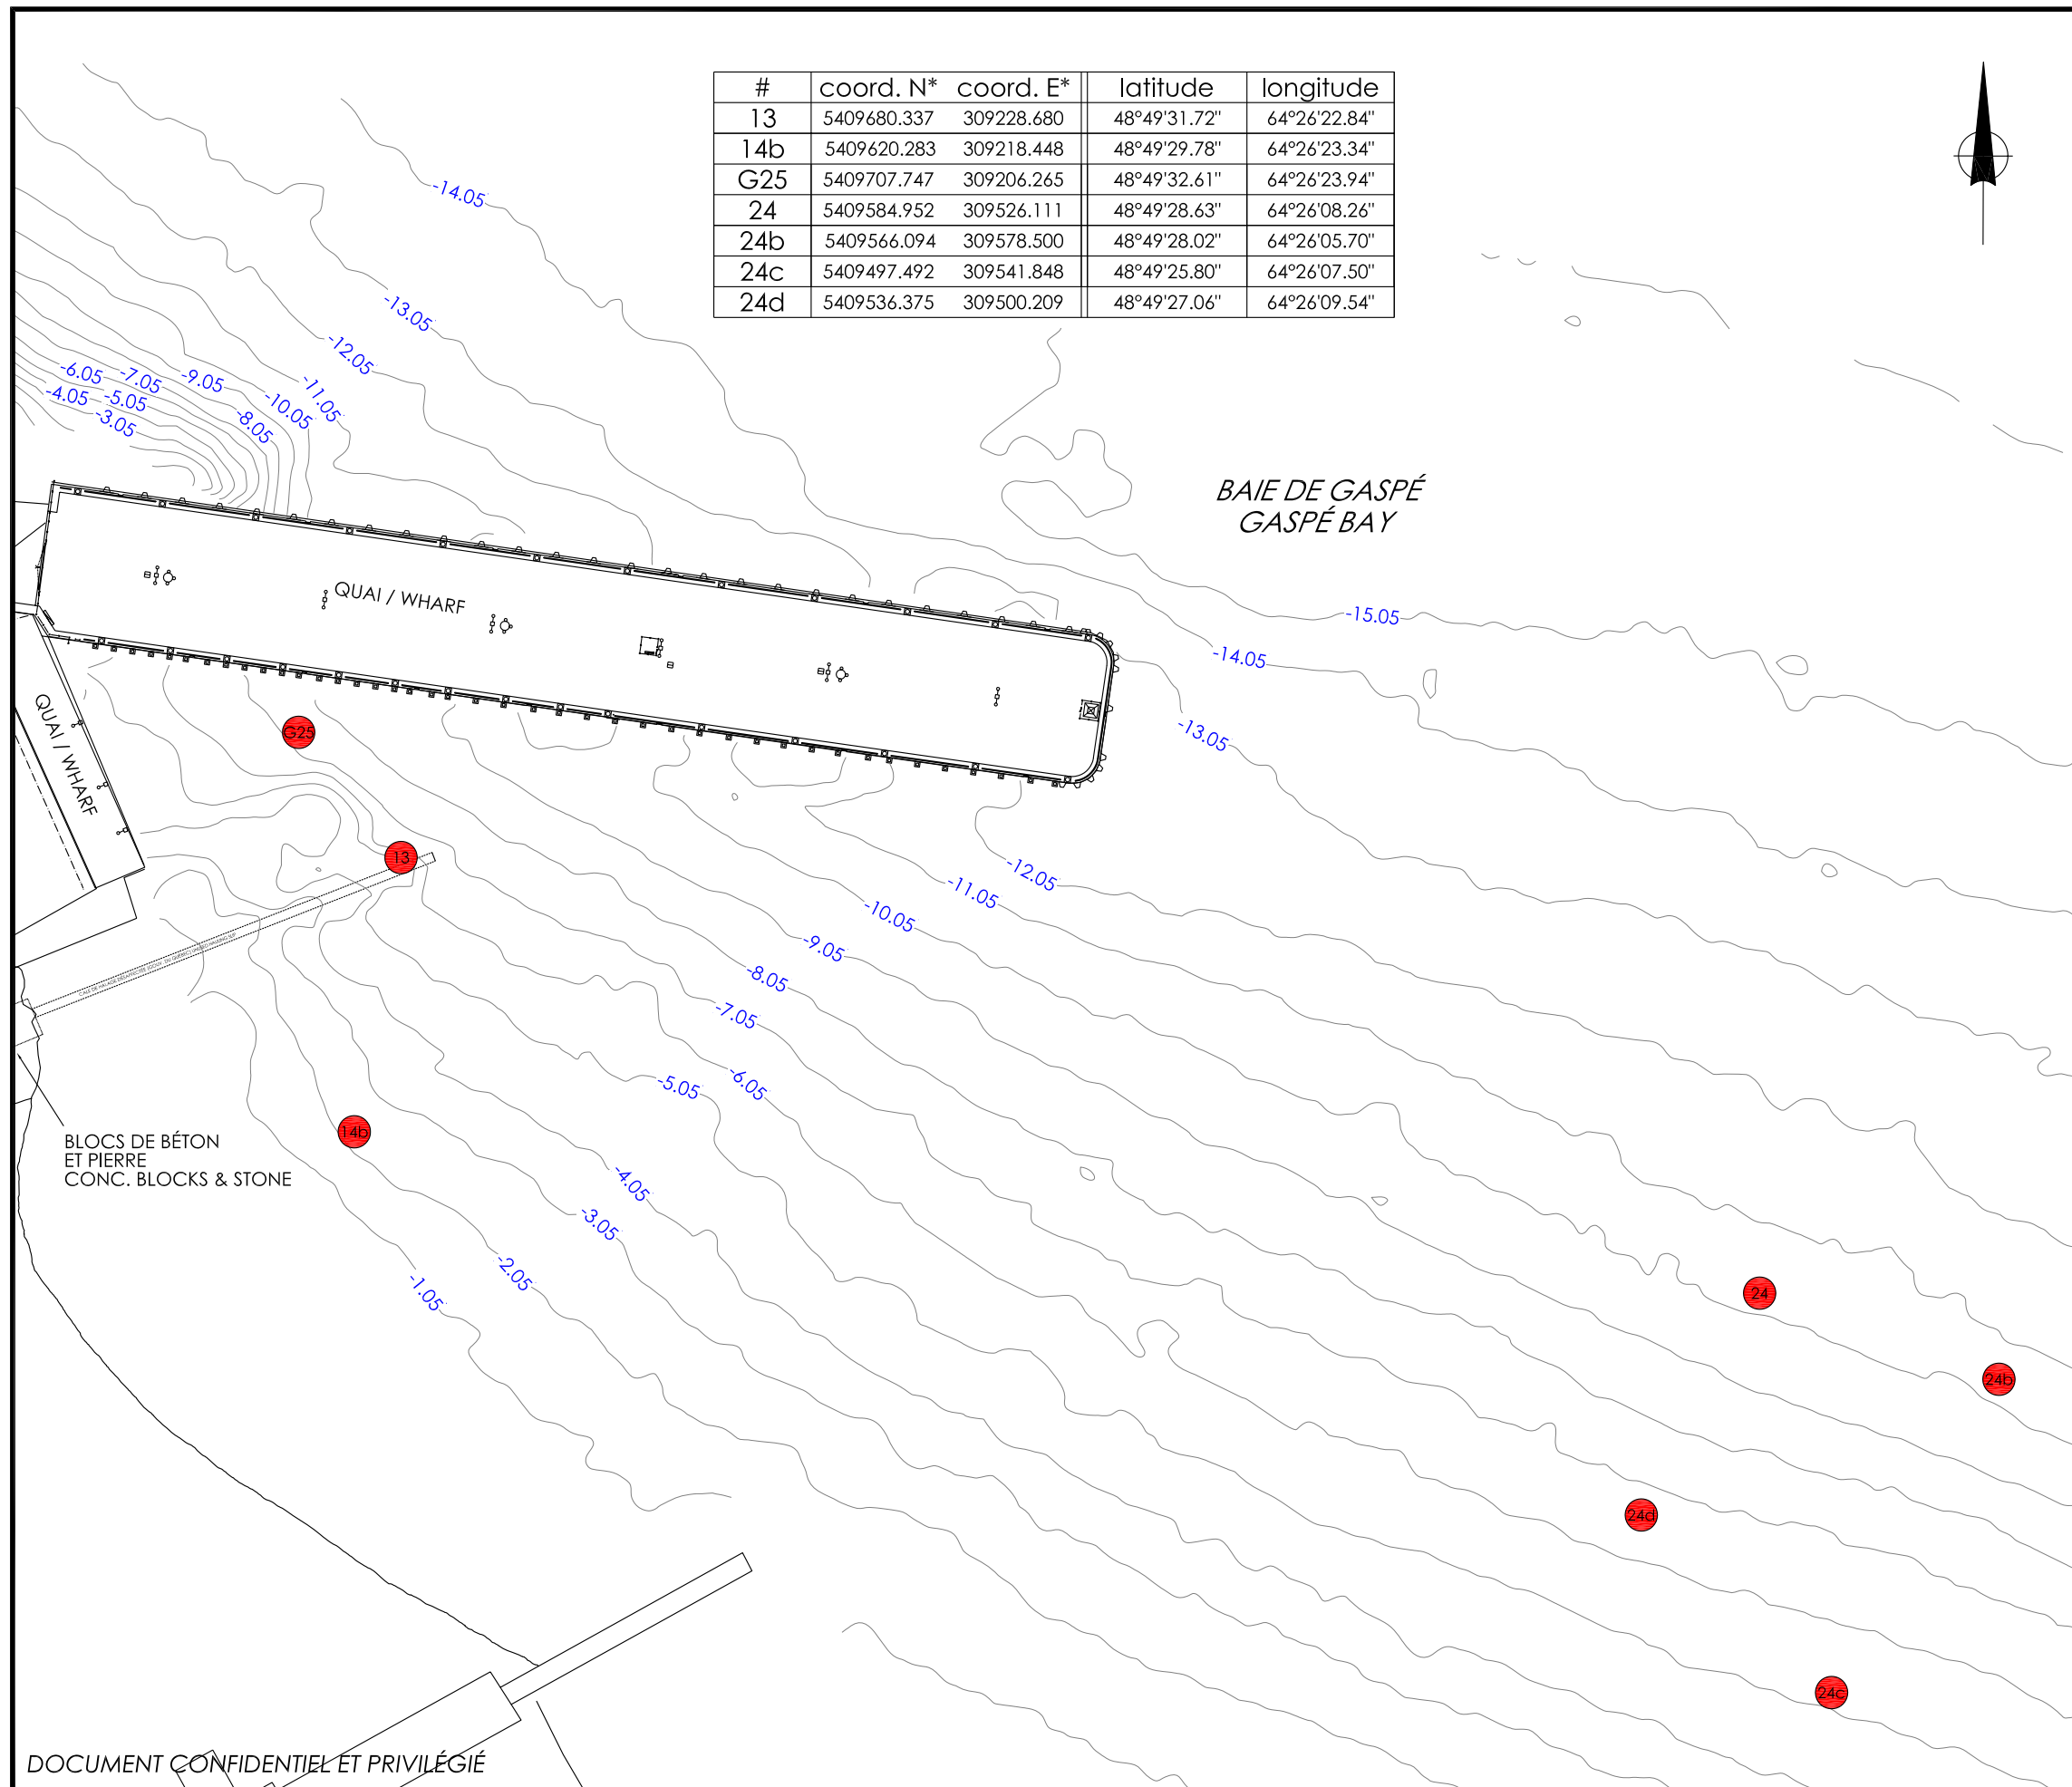 # coord. N* coord. E* latitude longitude
13 5409680.337 309228.680 48°49'31.72" 64°26'22.84"
14b 5409620.283 309218.448 48°49'29.78" 64°26'23.34"
G25 5409707.747 309206.265 48°49'32.61" 64°26'23.94"
24 5409584.952 309526.111 48°49'28.63" 64°26'08.26"
24b 5409566.094 309578.500 48°49'28.02" 64°26'05.70"
24c 5409497.492 309541.848 48°49'25.80" 64°26'07.50"
24d 5409536.375 309500.209 48°49'27.06" 64°26'09.54"
-14.05
-13.05
-12.05
-11.05
-6.05
-7.05
-9.05
-10.05
-4.05
-5.05
-3.05
-8.05
BAIE DE GASPÉ
GASPÉ BAY
QUAI / WHARF
-15.05
-14.05
-13.05
QUAI / WHARF
G25
13
-12.05
-11.05
-10.05
-9.05
-8.05
-7.05
-6.05
-5.05
14b
BLOCS DE BÉTON
ET PIERRE
CONC. BLOCKS & STONE
-4.05
-3.05
-2.05
-1.05
24
24b
24d
24c
DOCUMENT CONFIDENTIEL ET PRIVILÉGIÉ